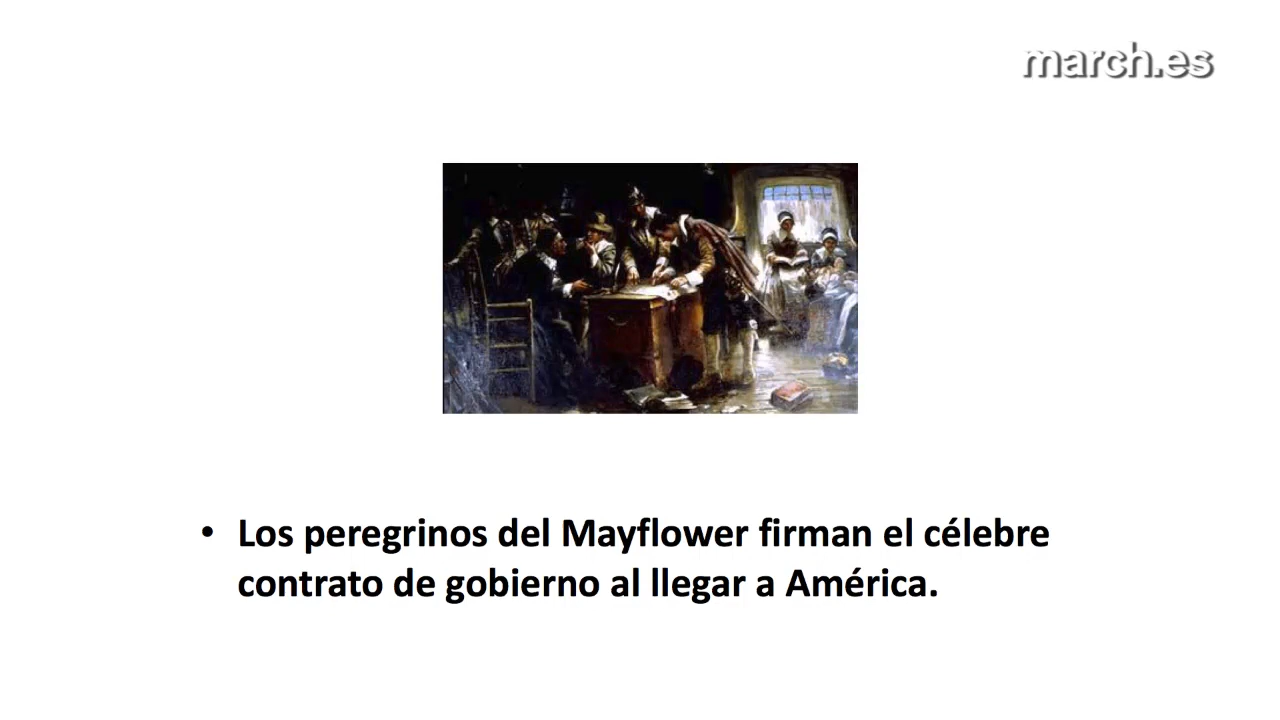 march.es
• Los peregrinos del Mayflower firman el célebre
contrato de gobierno al llegar a América.